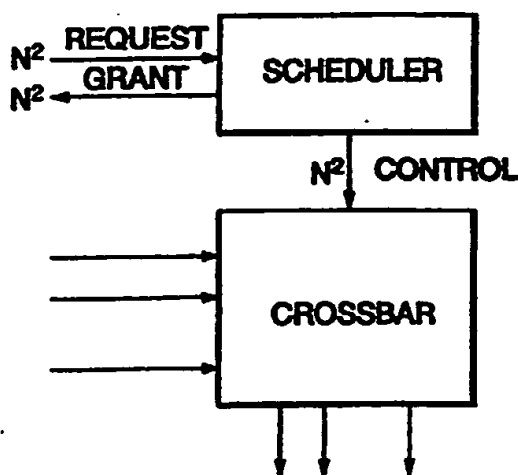 N² REQUEST
N² GRANT
SCHEDULER
N² CONTROL
CROSSBAR